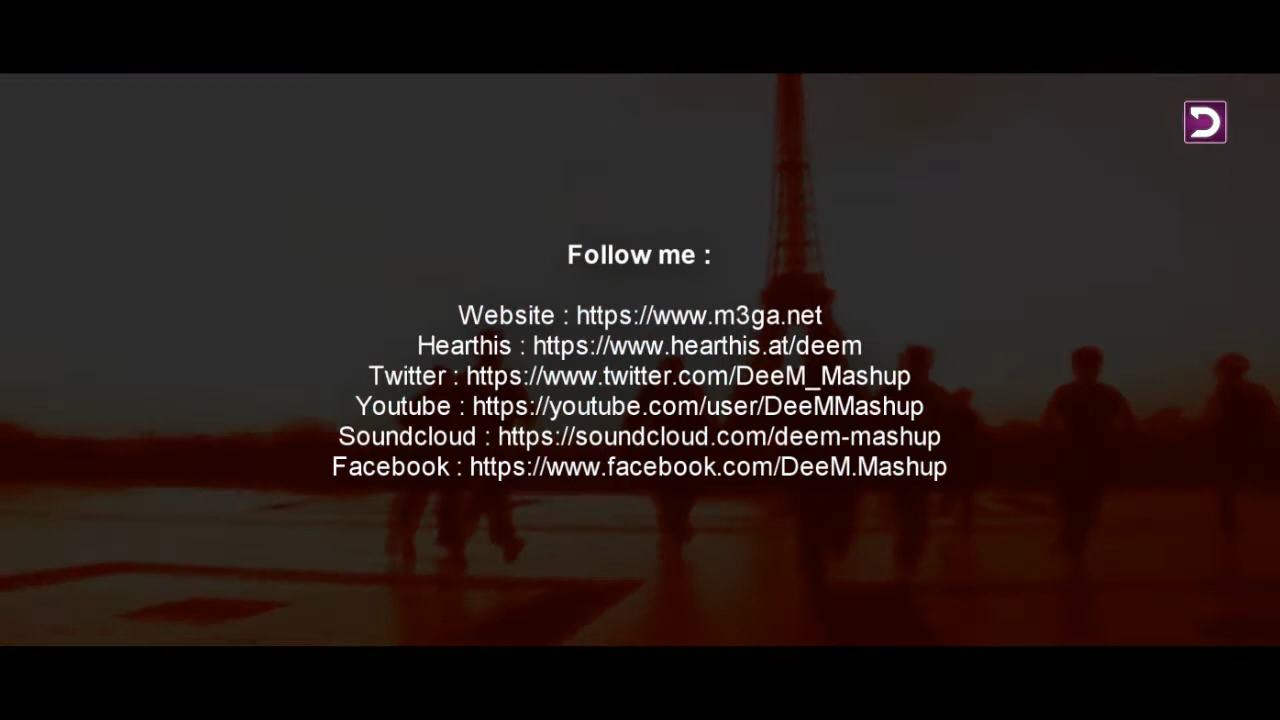 Follow me :
Website : https://www.m3ga.net
Hearthis : https://www.hearthis.at/deem
Twitter : https://www.twitter.com/DeeM_Mashup
Youtube : https://youtube.com/user/DeeMMashup
Soundcloud : https://soundcloud.com/deem-mashup
Facebook : https://www.facebook.com/DeeM.Mashup